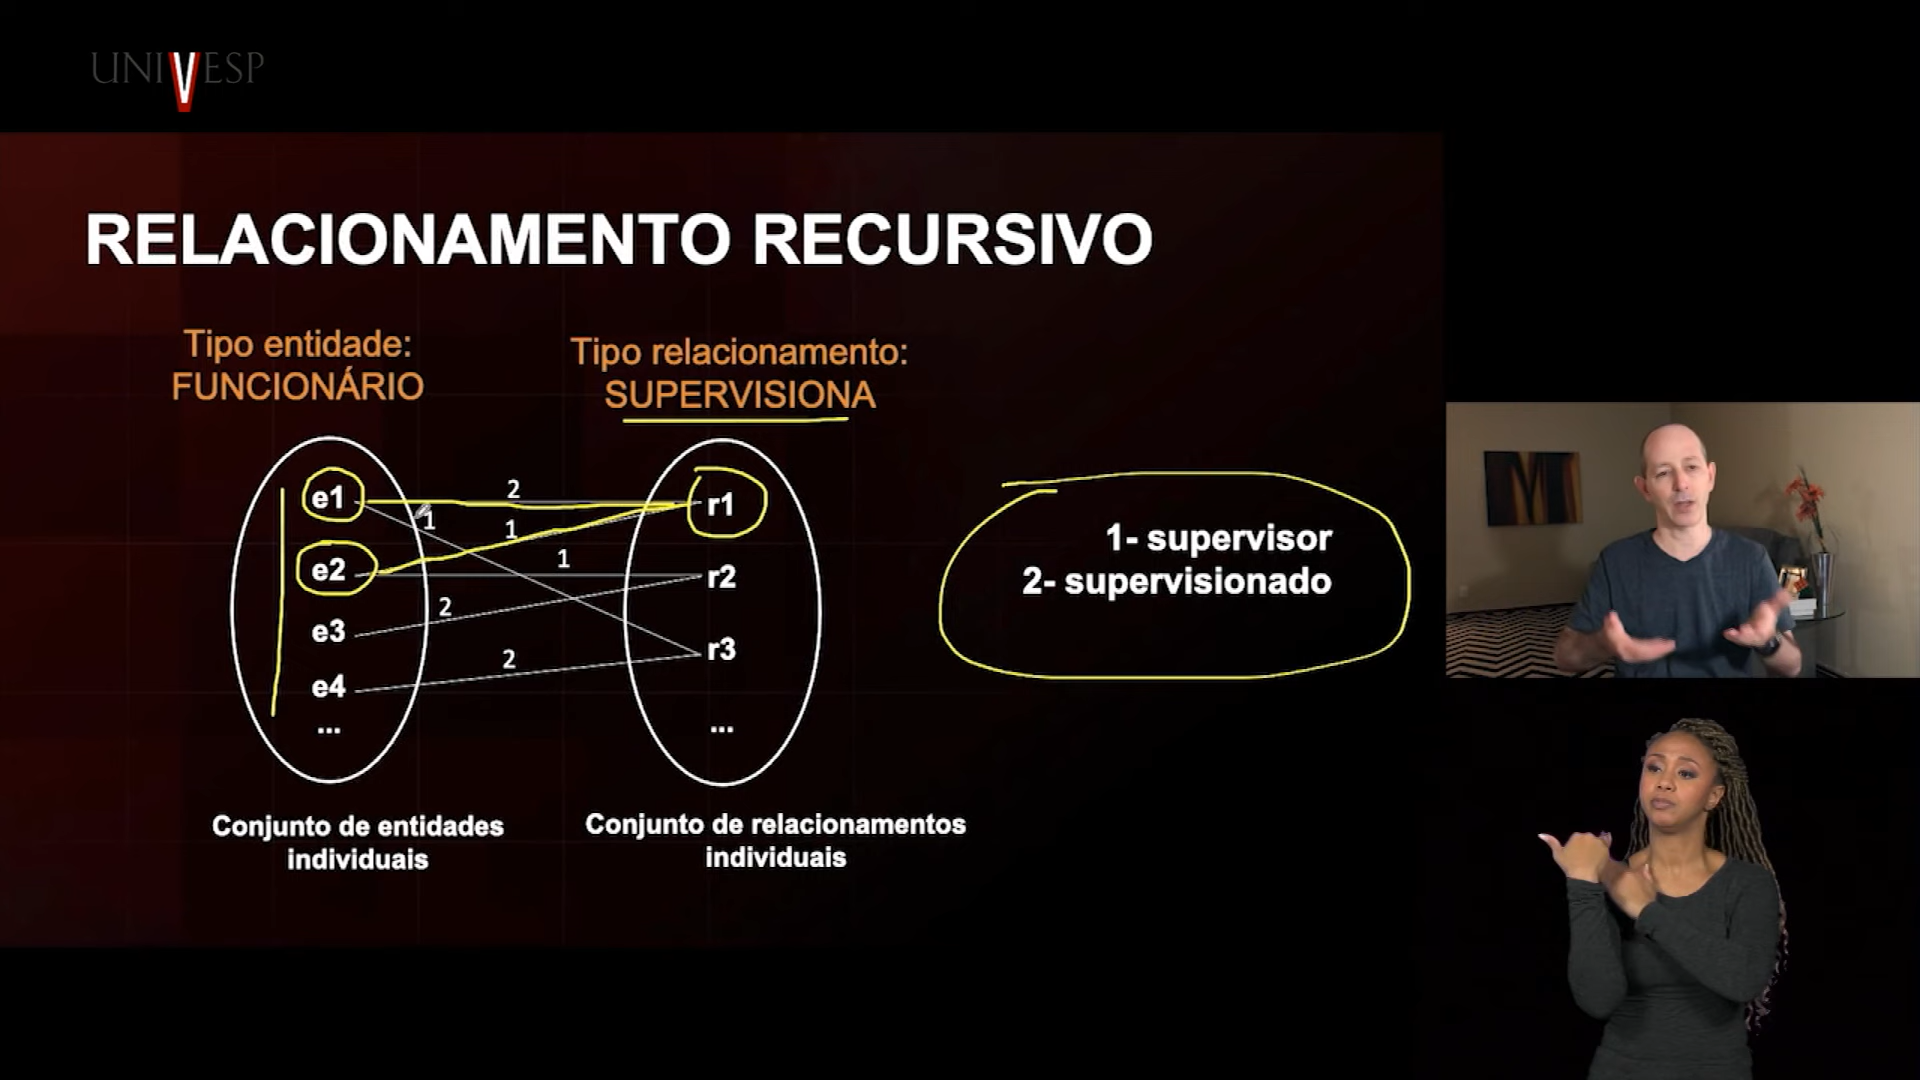 UNIVESP
RELACIONAMENTO RECURSIVO
Tipo entidade:
FUNCIONÁRIO
Tipo relacionamento:
SUPERVISIONA
e1
2
r1
1
1
e2
1
r2
e3
2
e4
2
r3
...
...
1- supervisor
2- supervisionado
Conjunto de entidades
individuais
Conjunto de relacionamentos
individuais